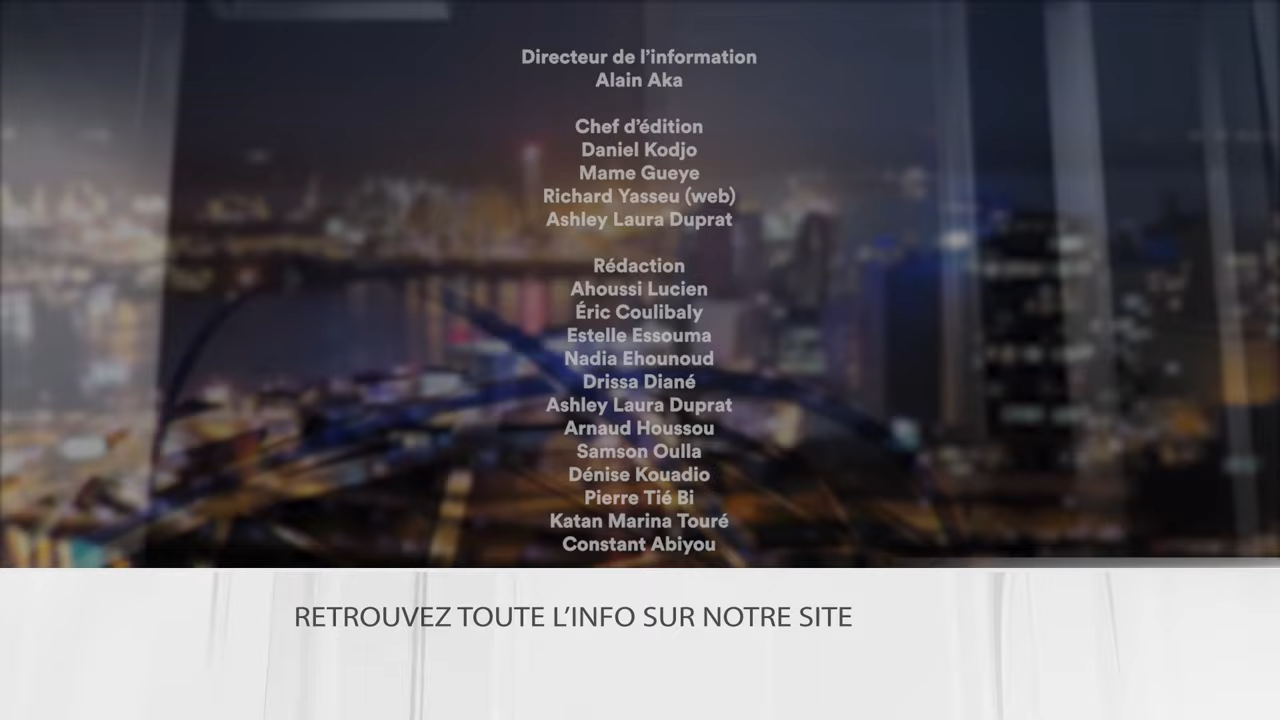 Directeur de l’information
Alain Aka
Chef d’édition
Daniel Kodjo
Mame Gueye
Richard Yasseu (web)
Ashley Laura Duprat
Rédaction
Ahoussi Lucien
Éric Coulibaly
Estelle Essouma
Nadia Ehounoud
Drissa Diané
Ashley Laura Duprat
Arnaud Houssou
Samson Oulla
Dénise Kouadio
Pierre Tié Bi
Katan Marina Touré
Constant Abiyou
RETROUVEZ TOUTE L’INFO SUR NOTRE SITE